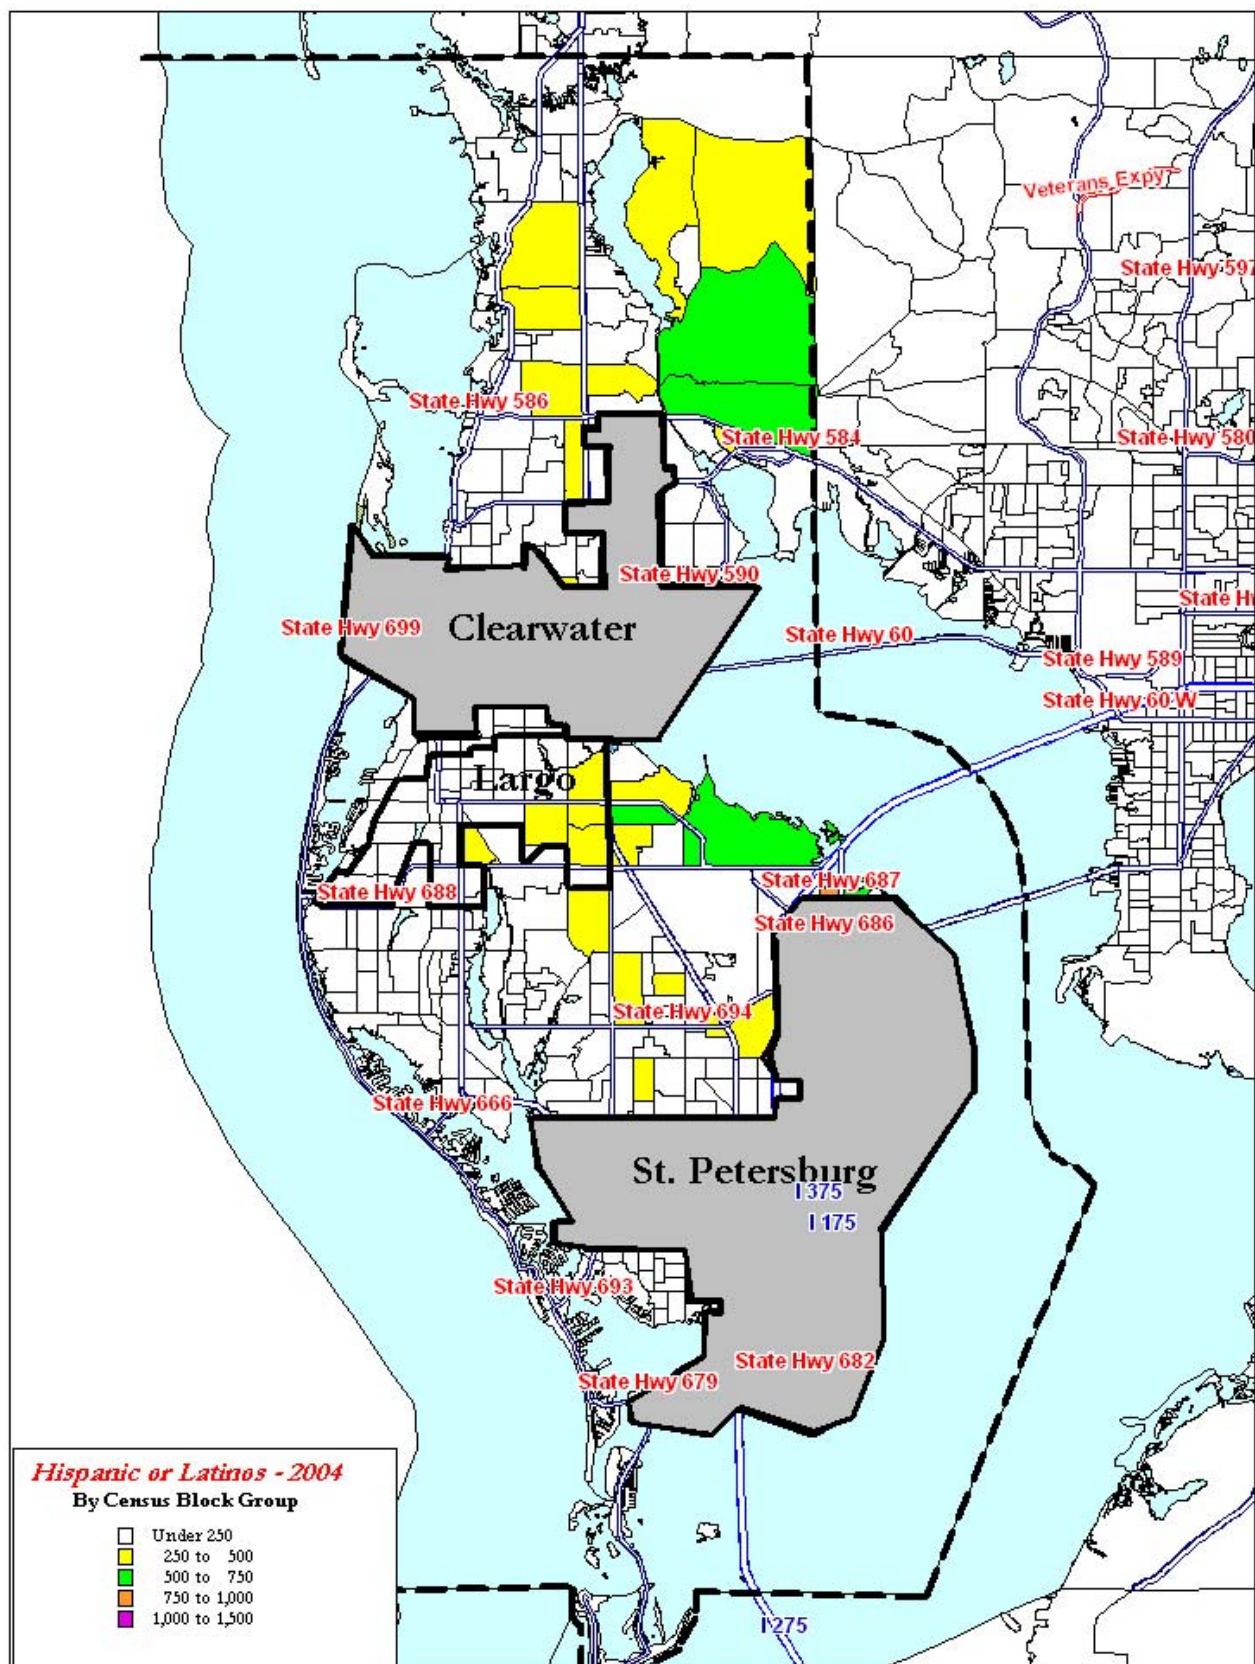 Veterans Expy
State Hwy 597
State Hwy 586
State Hwy 584
State Hwy 580
State Hwy 590
State Hw
State Hwy 699
Clearwater
State Hwy 60
State Hwy 589
State Hwy 60 W
Largo
State Hwy 688
State Hwy 687
State Hwy 686
State Hwy 694
State Hwy 666
St. Petersburg
I 375
I 175
State Hwy 693
State Hwy 682
State Hwy 679
Hispanic or Latinos - 2004
By Census Block Group
Under 250
250 to 500
500 to 750
750 to 1,000
1,000 to 1,500
I 275